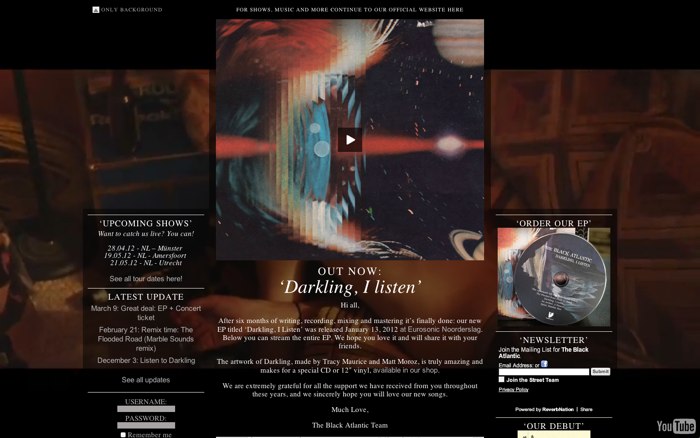 ONLY BACKGROUND
FOR SHOWS, MUSIC AND MORE CONTINUE TO OUR OFFICIAL WEBSITE HERE
‘UPCOMING SHOWS’
Want to catch us live? You can!
28.04.12 - NL – Münster
19.05.12 - NL - Amersfoort
21.05.12 - NL - Utrecht
See all tour dates here!
LATEST UPDATE
March 9: Great deal: EP + Concert
ticket
February 21: Remix time: The
Flooded Road (Marble Sounds
remix)
December 3: Listen to Darkling
See all updates
USERNAME:
PASSWORD:
Remember me
OUT NOW:
‘Darkling, I listen’
Hi all,
After six months of writing, recording, mixing and mastering it’s finally done: our new
EP titled ‘Darkling, I Listen’ was released January 13, 2012 at Eurosonic Noorderslag.
Below you can stream the entire EP. We hope you love it and will share it with your
friends.
The artwork of Darkling, made by Tracy Maurice and Matt Moroz, is truly amazing and
makes for a special CD or 12" vinyl, available in our shop.
We are extremely grateful for all the support we have received from you throughout
these years, and we sincerely hope you will love our new songs.
Much Love,
The Black Atlantic Team
‘ORDER OUR EP’
THE BLACK ATLANTIC
DARKLING, I LISTEN
‘NEWSLETTER’
Join the Mailing List for The Black
Atlantic
Email Address or
Submit
Join the Street Team
Privacy Policy
Powered by ReverbNation | Share
‘OUR DEBUT’
YouTube